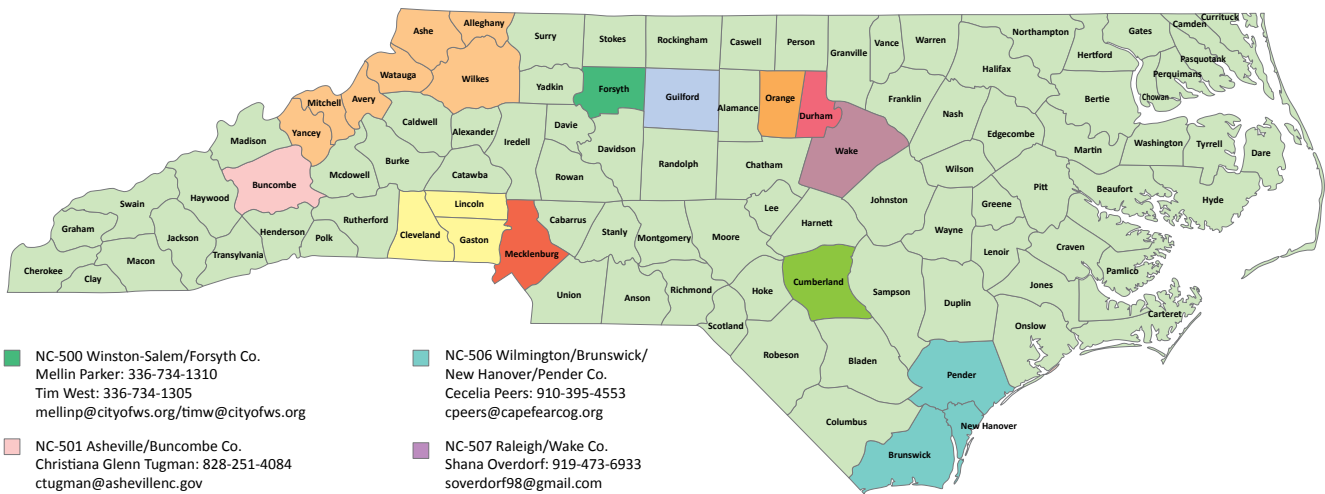 Ashe
Alleghany
Surry
Stokes
Rockingham
Caswell
Person
Granville
Vance
Warren
Northampton
Gates
Camden
Currituck
Hertford
Pasquotank
Perquimans
Chowan
Halifax
Bertie
Watauga
Wilkes
Yadkin
Forsyth
Guilford
Alamance
Orange
Durham
Franklin
Nash
Edgecombe
Martin
Washington
Tyrrell
Dare
Mitchell
Avery
Yancey
Caldwell
Alexander
Iredell
Davie
Davidson
Randolph
Chatham
Wake
Wilson
Pitt
Beaufort
Hyde
Madison
Buncombe
Mcdowell
Burke
Catawba
Rowan
Johnston
Greene
Swain
Haywood
Rutherford
Lincoln
Cleveland
Gaston
Mecklenburg
Cabarrus
Stanly
Montgomery
Moore
Lee
Harnett
Wayne
Lenoir
Craven
Pamlico
Graham
Jackson
Henderson
Polk
Transylvania
Cherokee
Clay
Macon
Union
Anson
Richmond
Scotland
Hoke
Cumberland
Sampson
Duplin
Jones
Onslow
Carteret
Robeson
Bladen
Pender
Columbus
New Hanover
Brunswick
NC-500 Winston-Salem/Forsyth Co.
Mellin Parker: 336-734-1310
Tim West: 336-734-1305
mellinp@cityofws.org/timw@cityofws.org
NC-501 Asheville/Buncombe Co.
Christiana Glenn Tugman: 828-251-4084
ctugman@ashevillenc.gov
NC-506 Wilmington/Brunswick/
New Hanover/Pender Co.
Cecelia Peers: 910-395-4553
cpeers@capefearcog.org
NC-507 Raleigh/Wake Co.
Shana Overdorf: 919-473-6933
soverdorf98@gmail.com